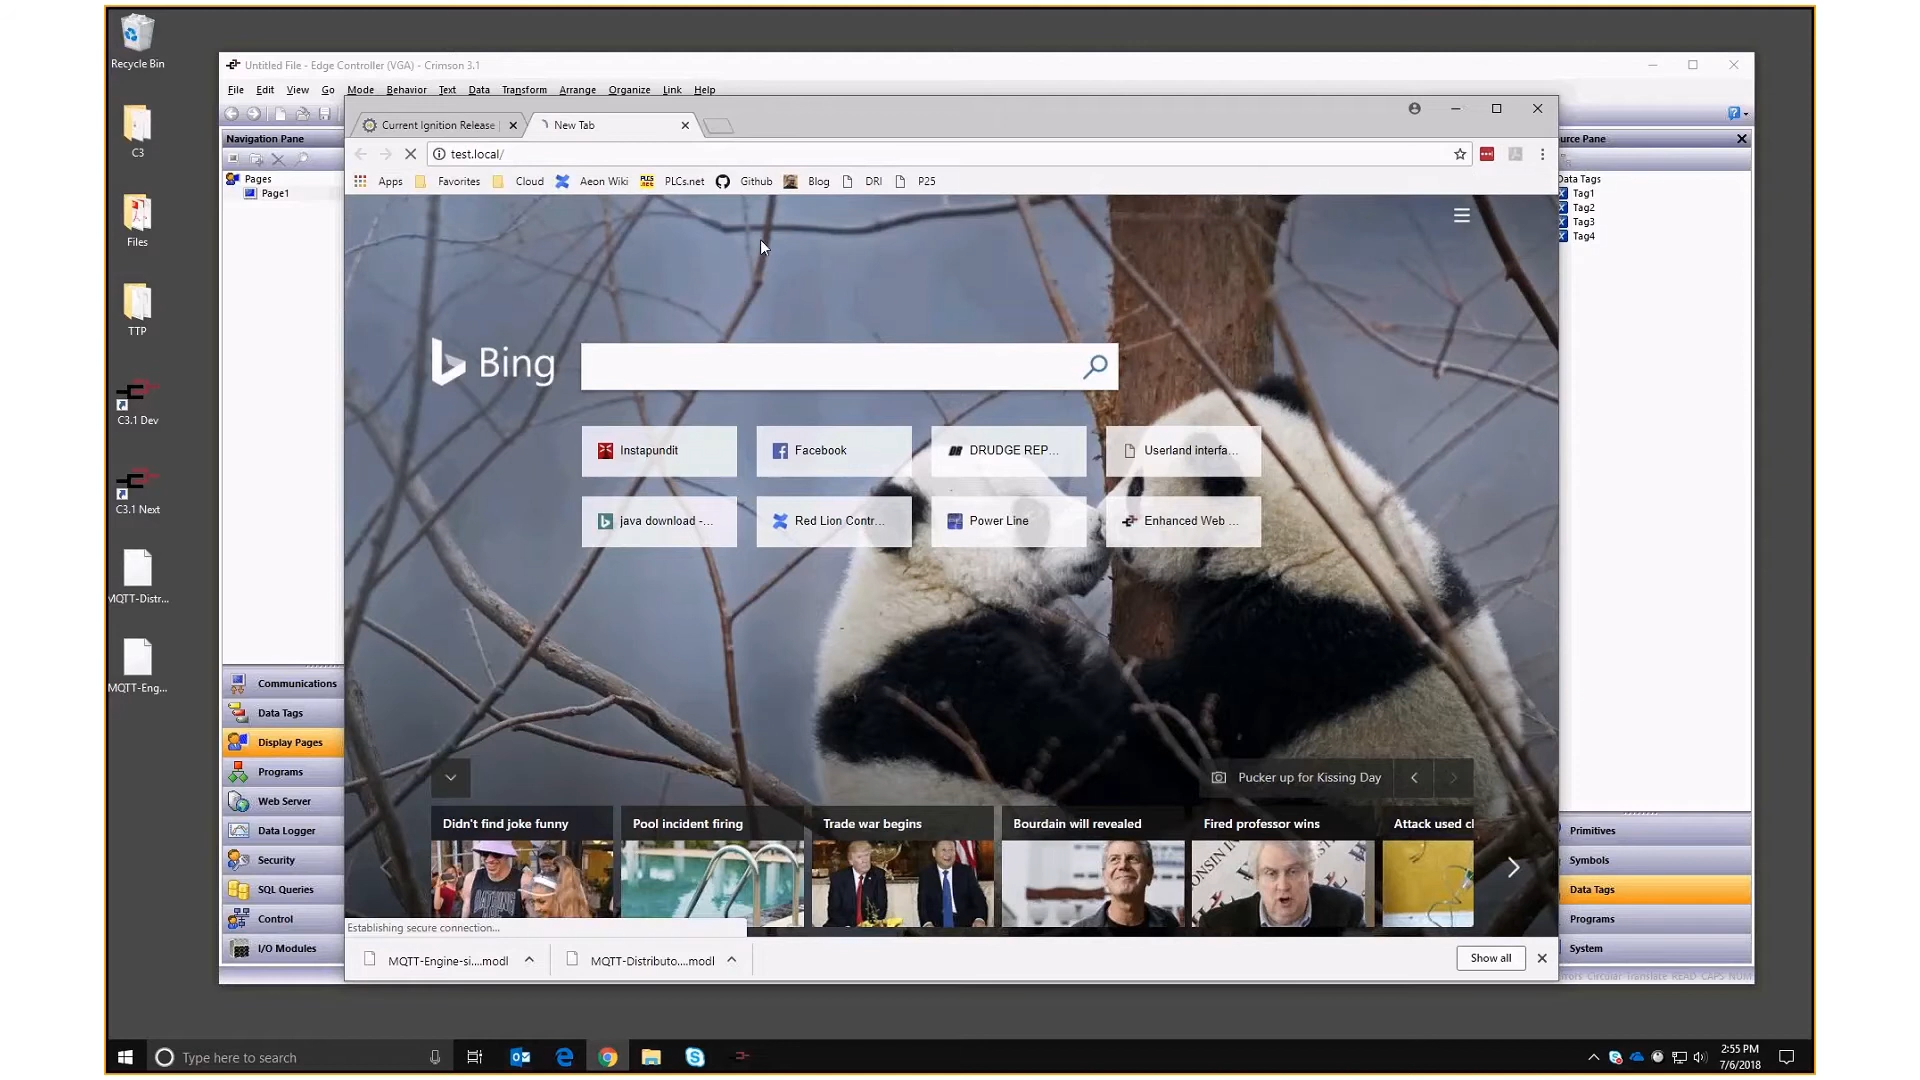 Recycle Bin
C3
Files
TTP
C3.1 Dev
C3.1 Next
MQTT-Distr...
MQTT-Eng...
Untitled File - Edge Controller (VGA) - Crimson 3.1
File Edit View Go Mode Behavior Text Data Transform Arrange Organize Link Help
Navigation Pane
Pages
Page1
Communications
Data Tags
Display Pages
Programs
Web Server
Data Logger
Security
SQL Queries
Control
I/O Modules
Current Ignition Release
New Tab
test.local/
Apps Favorites Cloud Aeon Wiki PLCs.net Github Blog DRI P25
Bing
Instapundit Facebook DRUDGE REP... Userland interfa...
java download -... Red Lion Contr... Power Line Enhanced Web ...
Pucker up for Kissing Day
Didn't find joke funny
Pool incident firing
Trade war begins
Bourdain will revealed
Fired professor wins
Attack used cl
Establishing secure connection...
MQTT-Engine-si....modl MQTT-Distributo....modl Show all
urce Pane
Data Tags
Tag1
Tag2
Tag3
Tag4
Primitives
Symbols
Data Tags
Programs
System
Circular Translate READ CAPS NUM
Type here to search
2:55 PM
7/6/2018